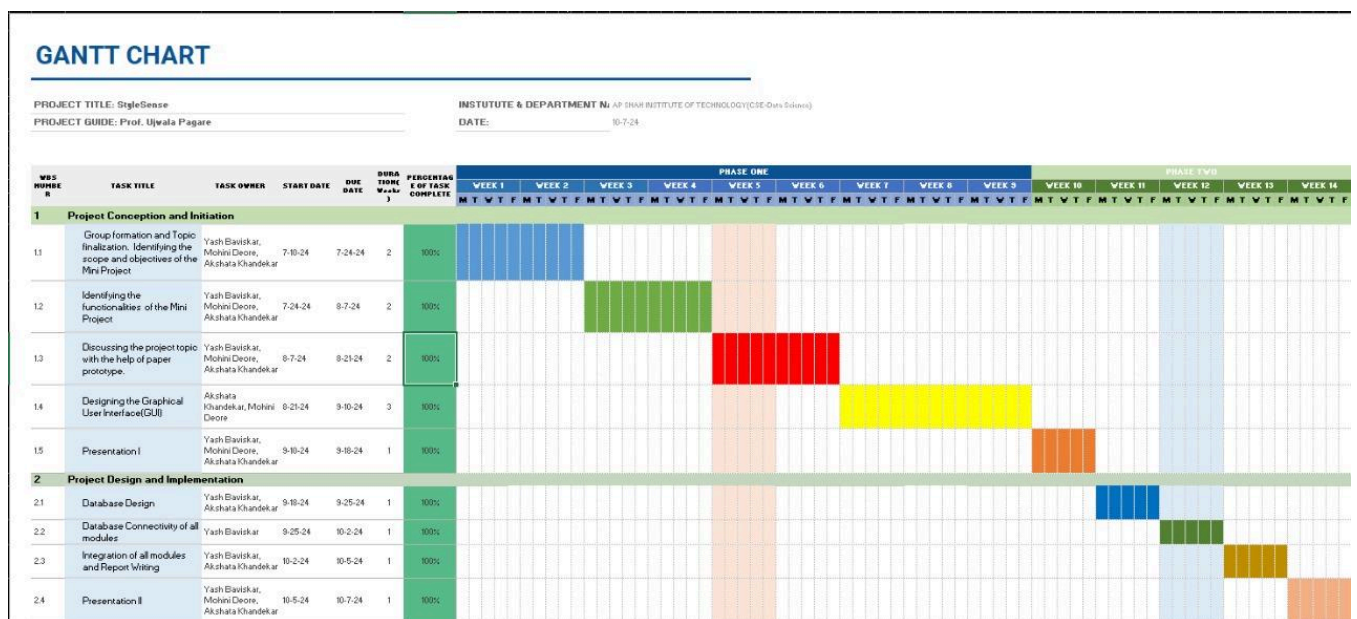 GANTT CHART
PROJECT TITLE: StyleSense
INSTUTUTE & DEPARTMENT N: AP SHAH INSTITUTE OF TECHNOLOGY(CSE-Data Science)
PROJECT GUIDE: Prof. Ujwala Pagare
DATE: 10-7-24
WBS NUMBER TASK TITLE TASK OWNER START DATE DUE DATE DURATION( Weeks ) PERCENTAGE OF TASK COMPLETE
PHASE ONE PHASE TWO
WEEK 1 WEEK 2 WEEK 3 WEEK 4 WEEK 5 WEEK 6 WEEK 7 WEEK 8 WEEK 9 WEEK 10 WEEK 11 WEEK 12 WEEK 13 WEEK 14
M T W T F M T W T F M T W T F M T W T F M T W T F M T W T F M T W T F M T W T F M T W T F M T W T F M T W T F M T W T F M T W T F M T W T F
1 Project Conception and Initiation
1.1 Group formation and Topic finalization. Identifying the scope and objectives of the Mini Project Yash Baviskar, Mohini Deore, Akshata Khandekar 7-10-24 7-24-24 2 100%
1.2 Identifying the functionalities of the Mini Project Yash Baviskar, Mohini Deore, Akshata Khandekar 7-24-24 8-7-24 2 100%
1.3 Discussing the project topic with the help of paper prototype. Yash Baviskar, Mohini Deore, Akshata Khandekar 8-7-24 8-21-24 2 100%
1.4 Designing the Graphical User Interface(GUI) Akshata Khandekar, Mohini Deore 8-21-24 9-10-24 3 100%
1.5 Presentation I Yash Baviskar, Mohini Deore, Akshata Khandekar 9-10-24 9-18-24 1 100%
2 Project Design and Implementation
2.1 Database Design Yash Baviskar, Akshata Khandekar 9-18-24 9-25-24 1 100%
2.2 Database Connectivity of all modules Yash Baviskar 9-25-24 10-2-24 1 100%
2.3 Integration of all modules and Report Writing Yash Baviskar, Akshata Khandekar 10-2-24 10-5-24 1 100%
2.4 Presentation II Yash Baviskar, Mohini Deore, Akshata Khandekar 10-5-24 10-7-24 1 100%